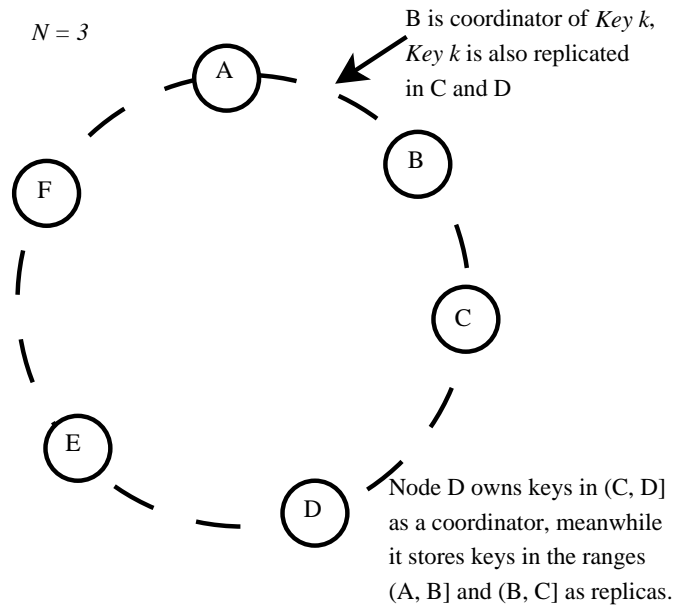 N = 3
B is coordinator of Key k,
Key k is also replicated
in C and D
A
B
F
C
E
D
Node D owns keys in (C, D]
as a coordinator, meanwhile
it stores keys in the ranges
(A, B] and (B, C] as replicas.